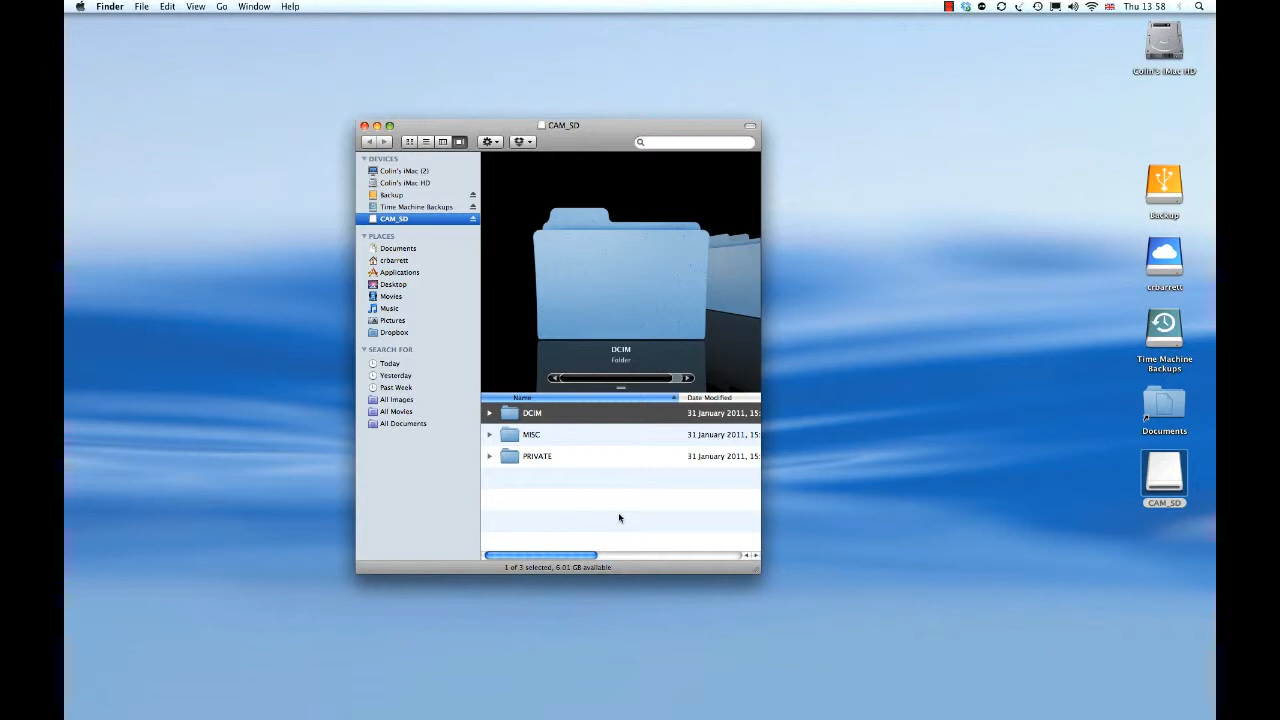 Finder File Edit View Go Window Help
Thu 13 58
Colin's iMac HD
CAM_SD
DEVICES
Colin's iMac (2)
Colin's iMac HD
Backup
Time Machine Backups
CAM_SD
PLACES
Documents
crbarrett
Applications
Desktop
Movies
Music
Pictures
Dropbox
SEARCH FOR
Today
Yesterday
Past Week
All Images
All Movies
All Documents
DCIM
Folder
Name Date Modified
DCIM 31 January 2011, 15:
MISC 31 January 2011, 15:
PRIVATE 31 January 2011, 15:
1 of 3 selected, 6.01 GB available
Backup
crbarrett
Time Machine
Backups
Documents
CAM_SD